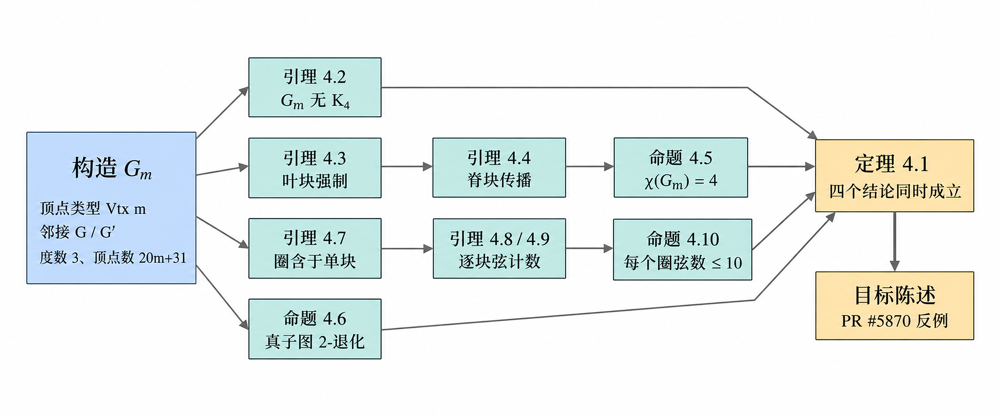 构造 Gₘ
顶点类型 Vtx m
邻接 G / G′
度数 3、顶点数 20m+31
引理 4.2
Gₘ 无 K₄
引理 4.3
叶块强制
引理 4.4
脊块传播
命题 4.5
χ(Gₘ) = 4
引理 4.7
圈含于单块
引理 4.8 / 4.9
逐块弦计数
命题 4.10
每个圈弦数 ≤ 10
命题 4.6
真子图 2-退化
定理 4.1
四个结论同时成立
目标陈述
PR #5870 反例